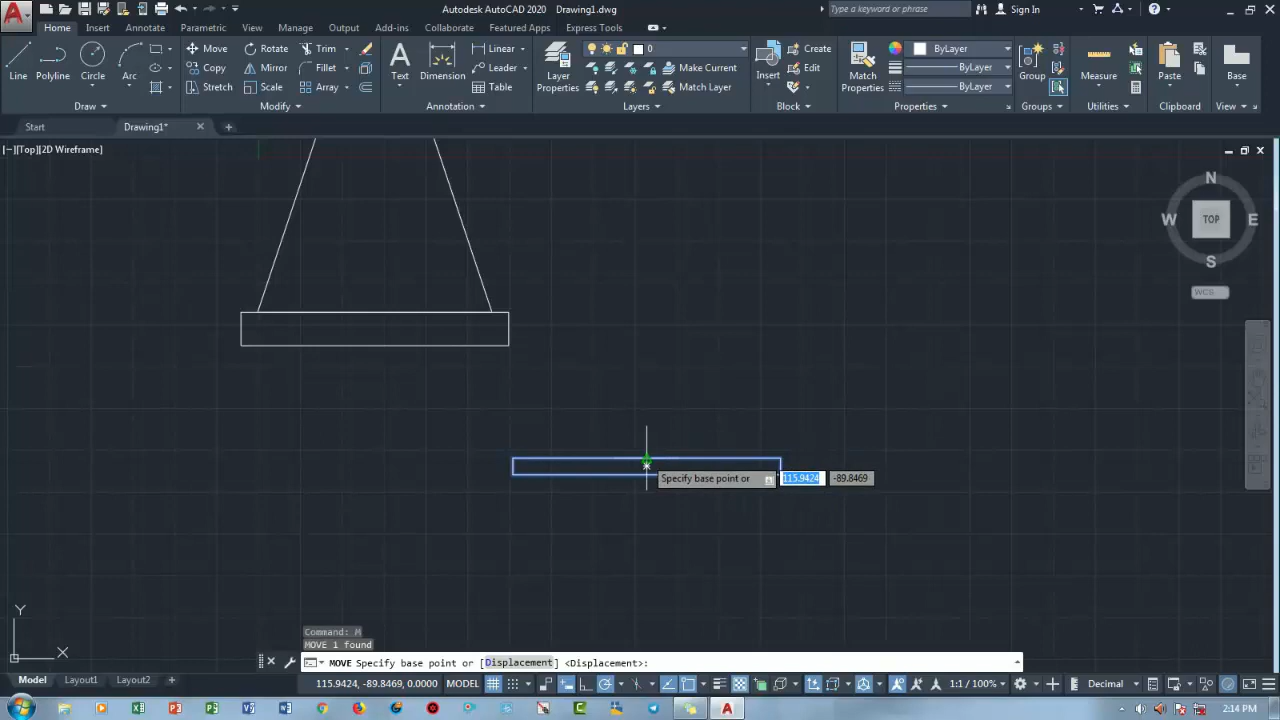 Autodesk AutoCAD 2020 Drawing1.dwg
Type a keyword or phrase
Sign In
Home Insert Annotate Parametric View Manage Output Add-ins Collaborate Express Tools Featured Apps
Line Polyline Circle Arc
Move Rotate Trim
Copy Mirror Fillet
Stretch Scale Array
Text Dimension
Linear
Leader
Table
Layer Properties
0
Make Current
Match Layer
Insert
Create
Edit
Match Properties
ByLayer
ByLayer
ByLayer
Group
Measure
Paste
Base
Draw Modify Annotation Layers Block Properties Groups Utilities Clipboard View
Start Drawing1*
[−][Top][2D Wireframe]
N
W TOP E
S
WCS
Specify base point or 115.9424 -89.8469
Y
X
Command: M
MOVE 1 found
MOVE Specify base point or [Displacement] <Displacement>:
Model Layout1 Layout2
115.9424, -89.8469, 0.0000 MODEL
1:1 / 100%
Decimal
2:14 PM